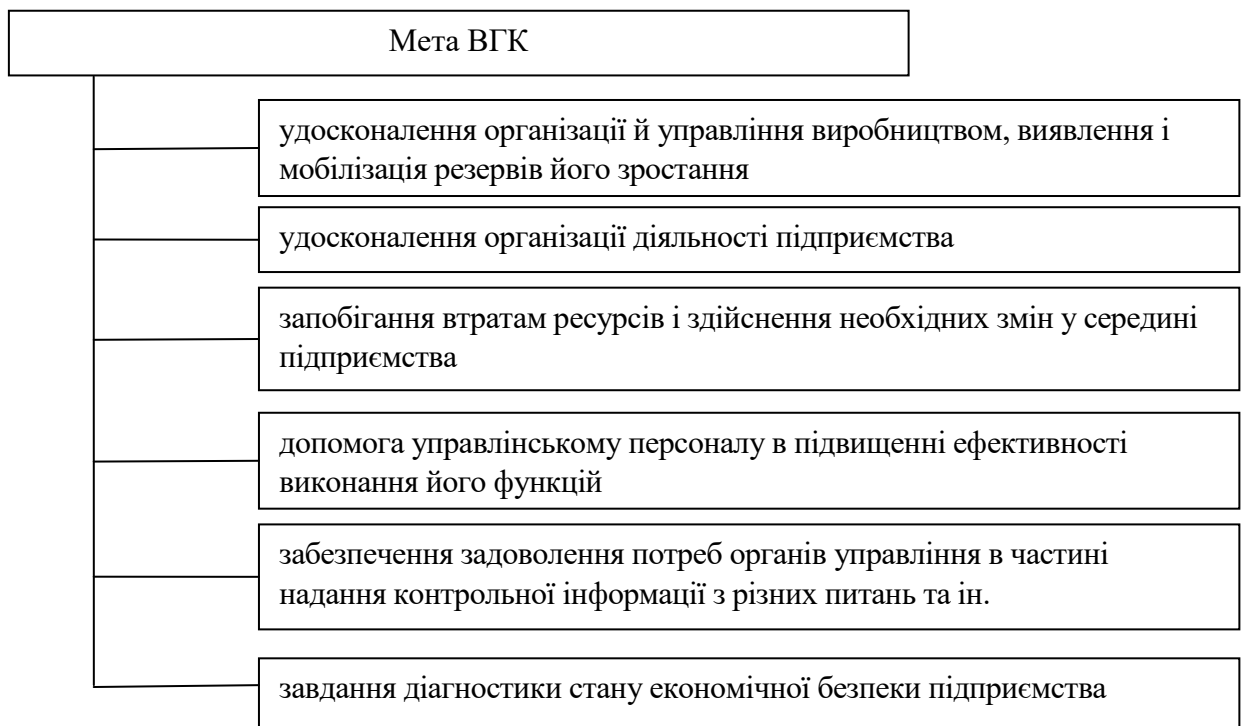 Мета ВГК
удосконалення організації й управління виробництвом, виявлення і
мобілізація резервів його зростання
удосконалення організації діяльності підприємства
запобігання втратам ресурсів і здійснення необхідних змін у середині
підприємства
допомога управлінському персоналу в підвищенні ефективності
виконання його функцій
забезпечення задоволення потреб органів управління в частині
надання контрольної інформації з різних питань та ін.
завдання діагностики стану економічної безпеки підприємства